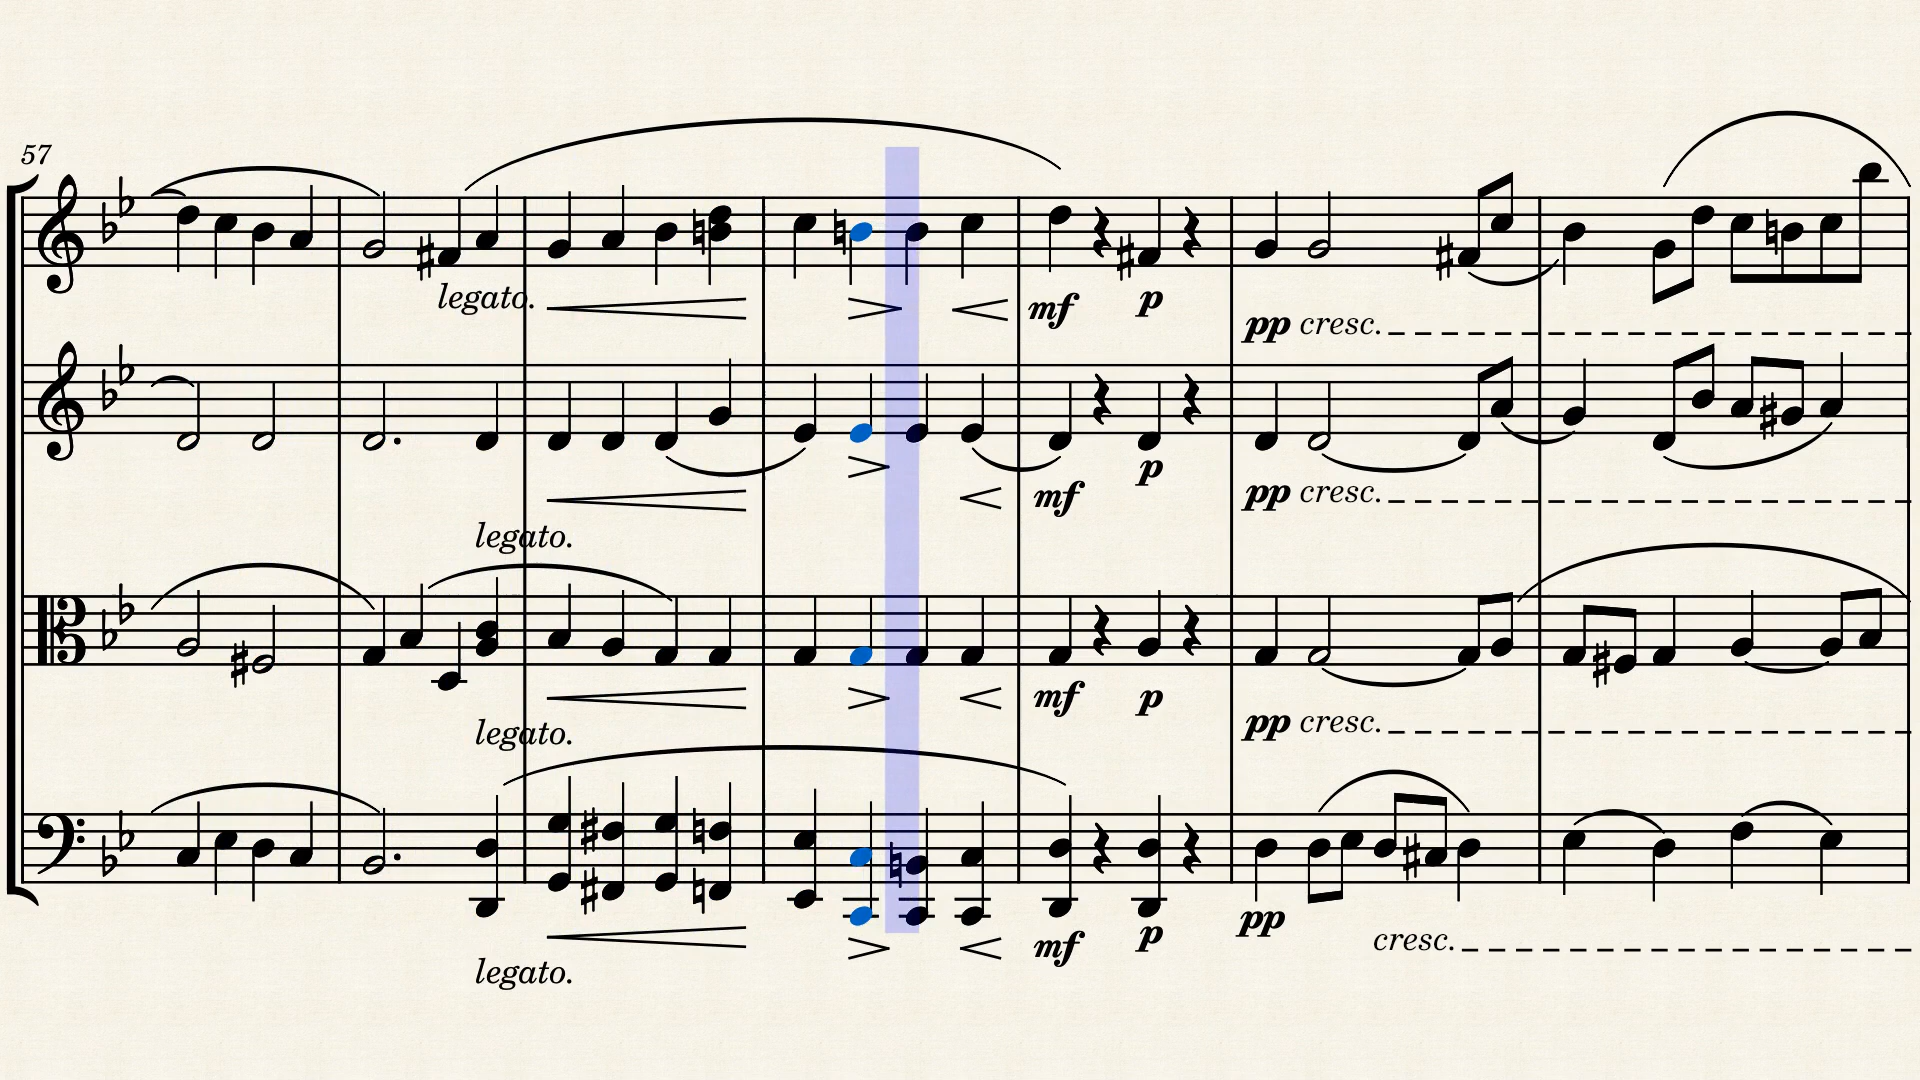 57
legato.
mf p
pp cresc.
p
mf
pp cresc.
legato.
mf p
pp cresc.
legato.
pp
mf p
cresc.
legato.